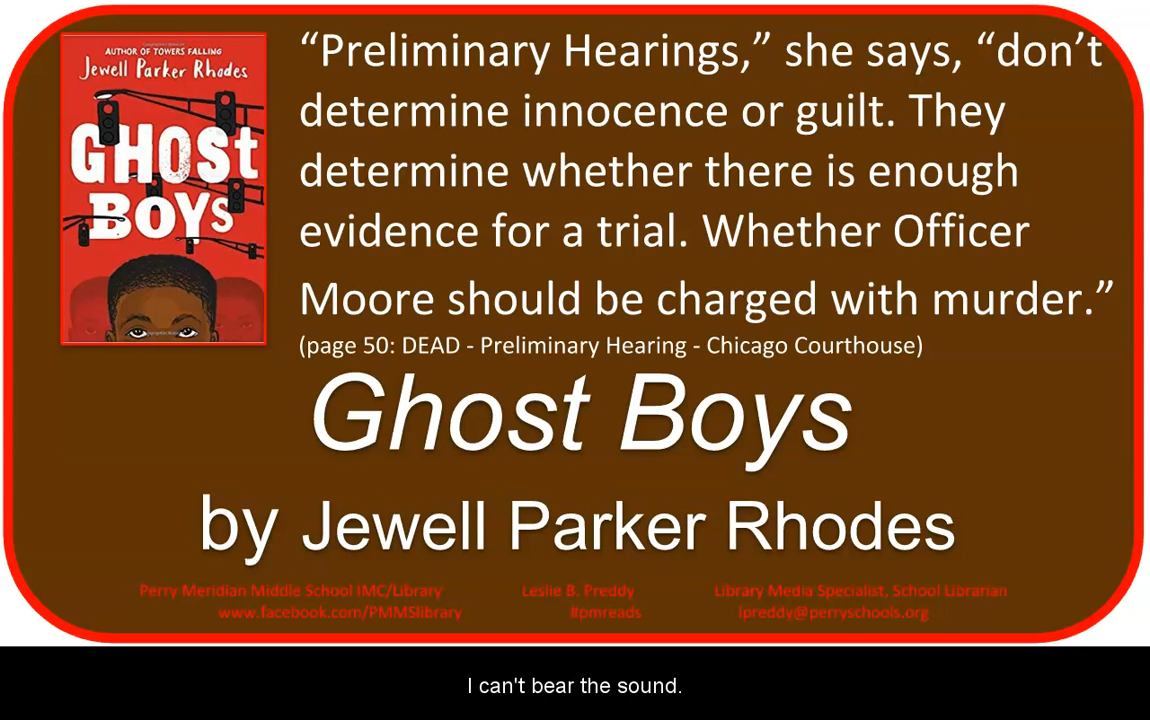 AUTHOR OF TOWERS FALLING
Jewell Parker Rhodes
GHOST
BOYS
“Preliminary Hearings,” she says, “don’t
determine innocence or guilt. They
determine whether there is enough
evidence for a trial. Whether Officer
Moore should be charged with murder.”
(page 50: DEAD - Preliminary Hearing - Chicago Courthouse)
Ghost Boys
by Jewell Parker Rhodes
Perry Meridian Middle School IMC/Library Leslie B. Preddy Library Media Specialist, School Librarian
www.facebook.com/PMMSlibrary #pmreads lpreddy@perryschools.org
I can't bear the sound.